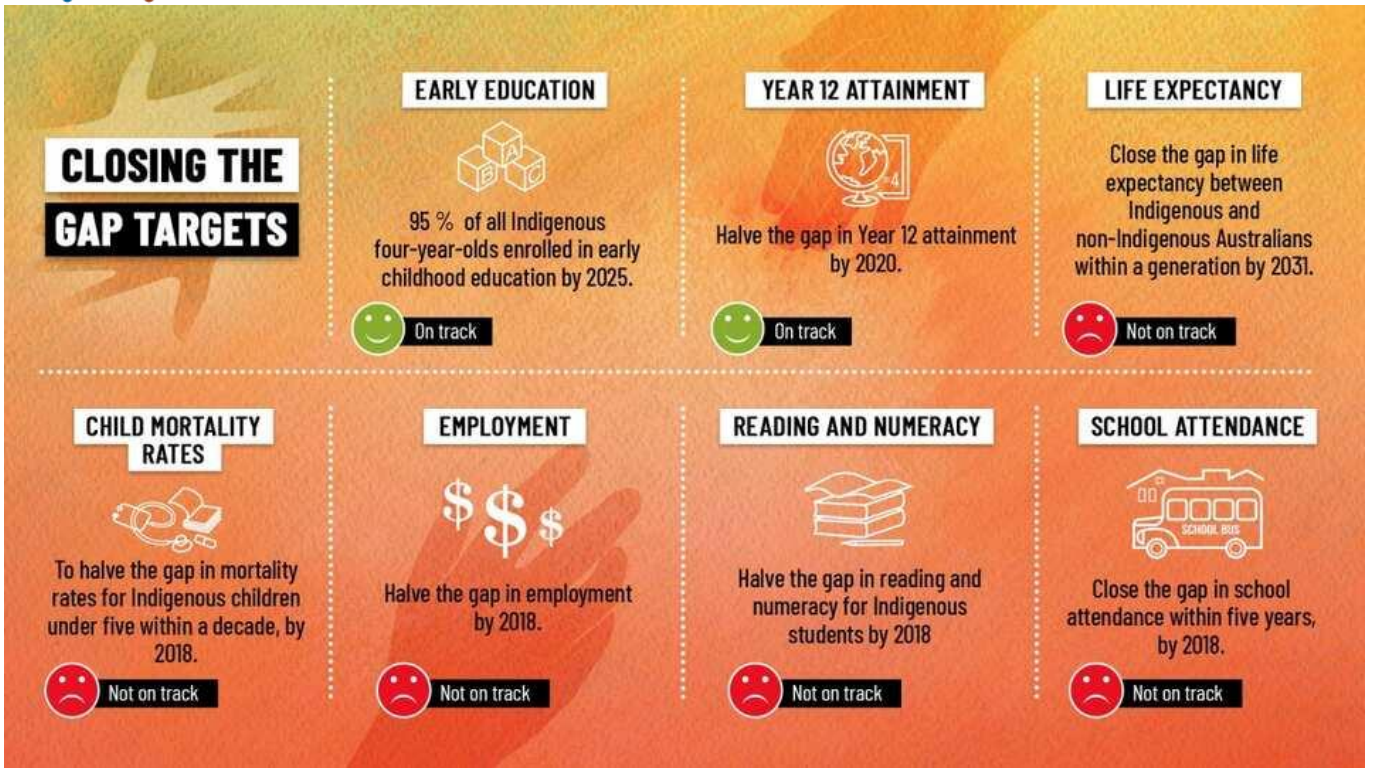 CLOSING THE
GAP TARGETS
EARLY EDUCATION
A
B
C
95 % of all Indigenous
four-year-olds enrolled in early
childhood education by 2025.
On track
YEAR 12 ATTAINMENT
=4
Halve the gap in Year 12 attainment
by 2020.
On track
LIFE EXPECTANCY
Close the gap in life
expectancy between
Indigenous and
non-Indigenous Australians
within a generation by 2031.
Not on track
CHILD MORTALITY
RATES
To halve the gap in mortality
rates for Indigenous children
under five within a decade, by
2018.
Not on track
EMPLOYMENT
$ $ $
Halve the gap in employment
by 2018.
Not on track
READING AND NUMERACY
Halve the gap in reading and
numeracy for Indigenous
students by 2018
Not on track
SCHOOL ATTENDANCE
SCHOOL BUS
Close the gap in school
attendance within five years,
by 2018.
Not on track